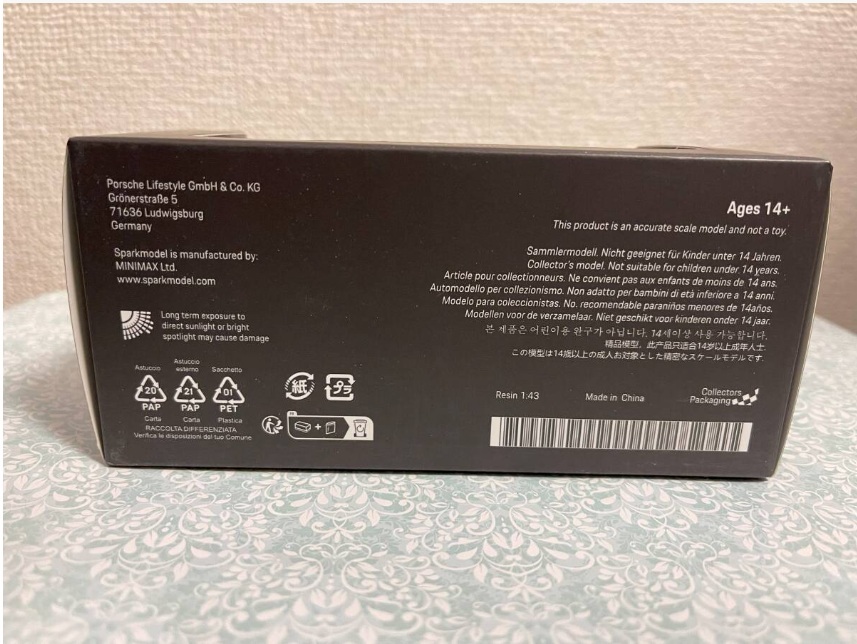 Porsche Lifestyle GmbH & Co. KG
Grönerstraße 5
71636 Ludwigsburg
Germany
Sparkmodel is manufactured by:
MINIMAX Ltd.
www.sparkmodel.com
Long term exposure to
direct sunlight or bright
spotlight may cause damage
Astuccio
Astuccio esterno
Sacchetto
20
21
01
PAP
PAP
PET
Carta
Carta
Plastica
RACCOLTA DIFFERENZIATA
Verifica le disposizioni del tuo Comune
紙
プラ
Ages 14+
This product is an accurate scale model and not a toy.
Sammlermodell. Nicht geeignet für Kinder unter 14 Jahren.
Collector's model. Not suitable for children under 14 years.
Article pour collectionneurs. Ne convient pas aux enfants de moins de 14 ans.
Automodello per collezionismo. Non adatto per bambini di età inferiore a 14 anni.
Modelo para coleccionistas. No. recomendable paraniños menores de 14años.
Modellen voor de verzamelaar. Niet geschikt voor kinderen onder 14 jaar.
본 제품은 어린이용 완구가 아닙니다. 14세이상 사용 가능합니다.
精品模型，此产品只适合14岁以上成年人士.
この模型は14歳以上の成人お対象とした精密なスケールモデルです.
Resin 1:43
Made in China
Collectors
Packaging